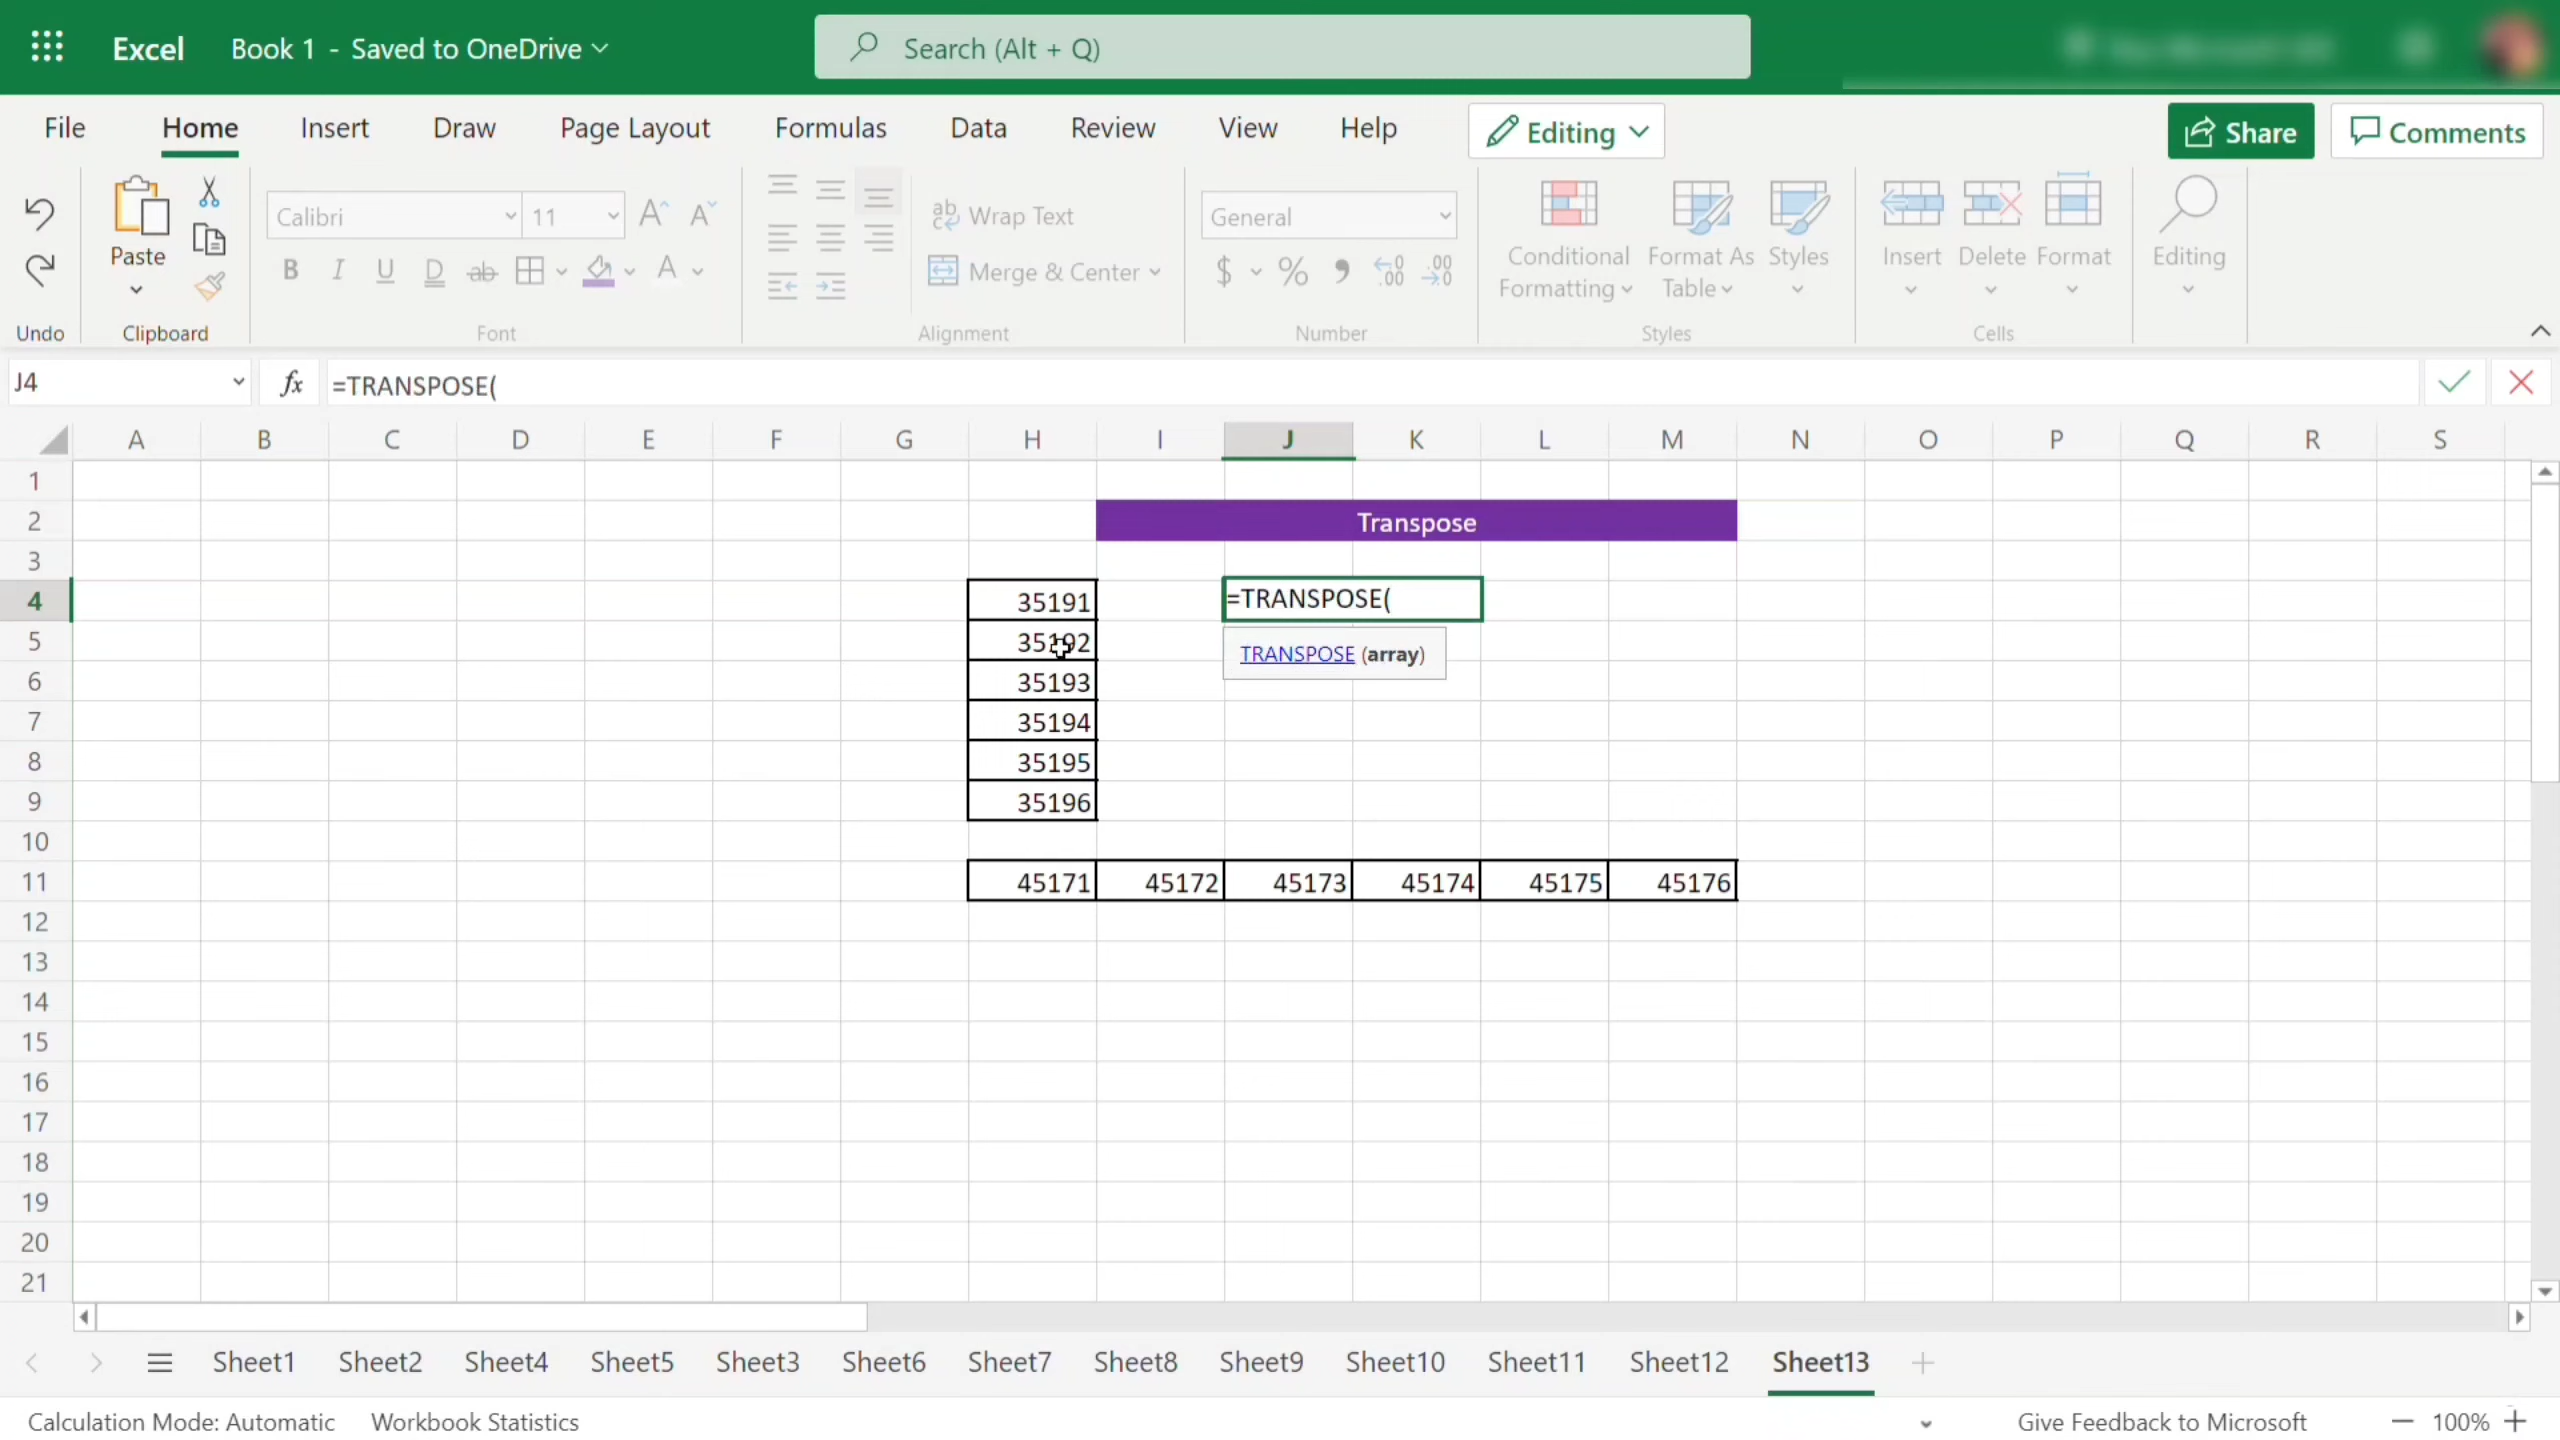 Excel Book 1 - Saved to OneDrive Search (Alt + Q)
File Home Insert Draw Page Layout Formulas Data Review View Help Editing Share Comments
Calibri 11 Wrap Text General
Paste Conditional Formatting Format As Table Styles Insert Delete Format Editing
B I U D ab Merge & Center $ % .00 .00
Undo Clipboard Font Alignment Number Styles Cells
J4 fx =TRANSPOSE(
A B C D E F G H I J K L M N O P Q R S
1
2 Transpose
3
4 35191 =TRANSPOSE(
5 35192 TRANSPOSE (array)
6 35193
7 35194
8 35195
9 35196
10
11 45171 45172 45173 45174 45175 45176
12
13
14
15
16
17
18
19
20
21
Sheet1 Sheet2 Sheet4 Sheet5 Sheet3 Sheet6 Sheet7 Sheet8 Sheet9 Sheet10 Sheet11 Sheet12 Sheet13
Calculation Mode: Automatic Workbook Statistics Give Feedback to Microsoft 100%